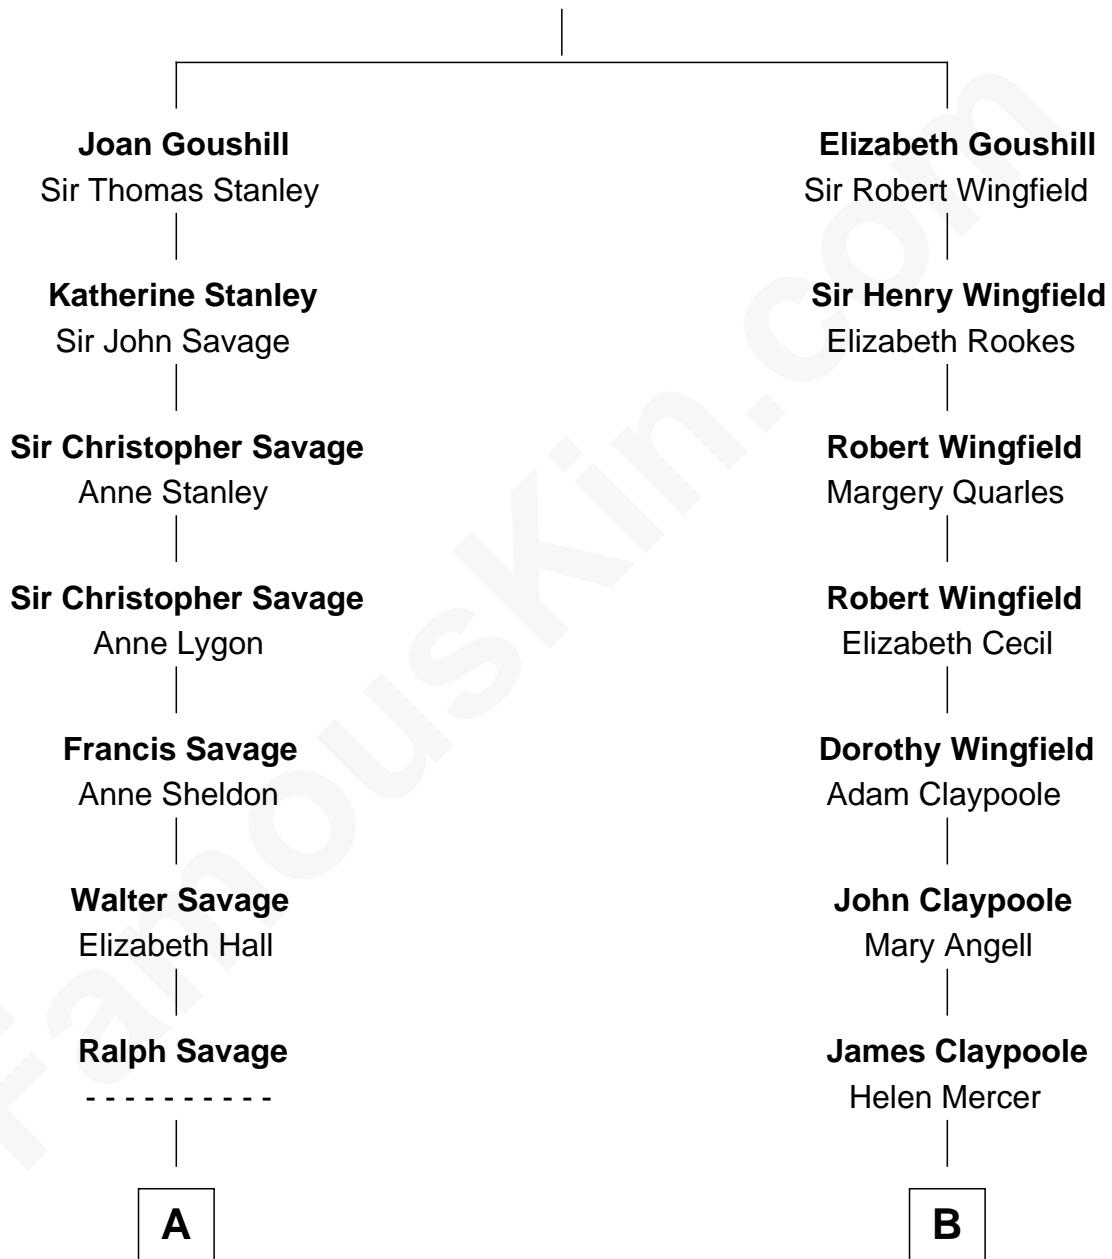 Joan Goushill
Sir Thomas Stanley
Katherine Stanley
Sir John Savage
Sir Christopher Savage
Anne Stanley
Sir Christopher Savage
Anne Lygon
Francis Savage
Anne Sheldon
Walter Savage
Elizabeth Hall
Ralph Savage
- - - - - - - - - -
A
Elizabeth Goushill
Sir Robert Wingfield
Sir Henry Wingfield
Elizabeth Rookes
Robert Wingfield
Margery Quarles
Robert Wingfield
Elizabeth Cecil
Dorothy Wingfield
Adam Claypoole
John Claypoole
Mary Angell
James Claypoole
Helen Mercer
B
FamousKin.com